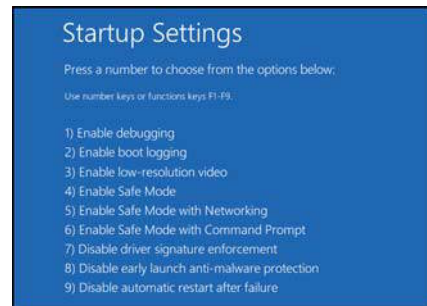 Startup Settings
Press a number to choose from the options below:
Use number keys or functions keys F1-F9.
1) Enable debugging
2) Enable boot logging
3) Enable low-resolution video
4) Enable Safe Mode
5) Enable Safe Mode with Networking
6) Enable Safe Mode with Command Prompt
7) Disable driver signature enforcement
8) Disable early launch anti-malware protection
9) Disable automatic restart after failure